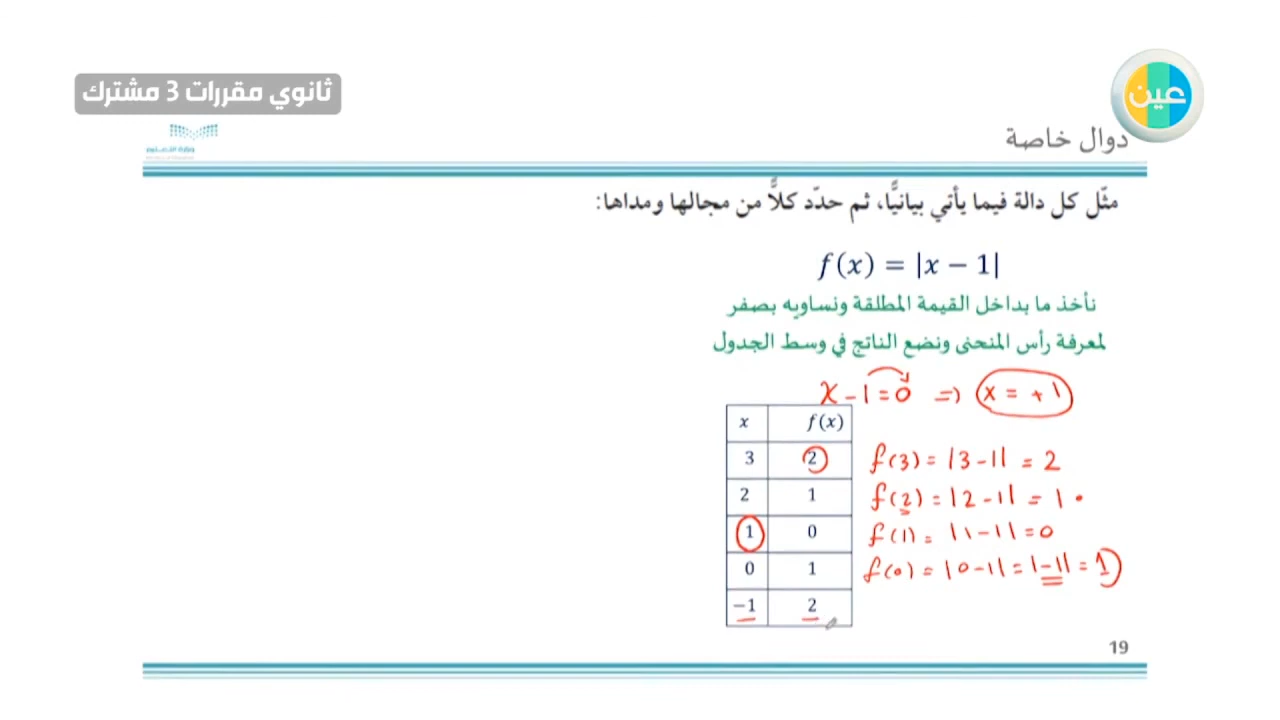 ثانوي مقررات 3 مشترك
عين
دوال خاصة
مثّل كل دالة فيما يأتي بيانيًّا، ثم حدّد كلاًّ من مجالها ومداها:
f(x) = |x − 1|
نأخذ ما بداخل القيمة المطلقة ونساويه بصفر
لمعرفة رأس المنحنى ونضع الناتج في وسط الجدول
x − 1 = 0 => x = +1
x f(x)
3 2 f(3) = |3 − 1| = 2
2 1 f(2) = |2 − 1| = 1
1 0 f(1) = |1 − 1| = 0
0 1 f(0) = |0 − 1| = |−1| = 1
−1 2
19